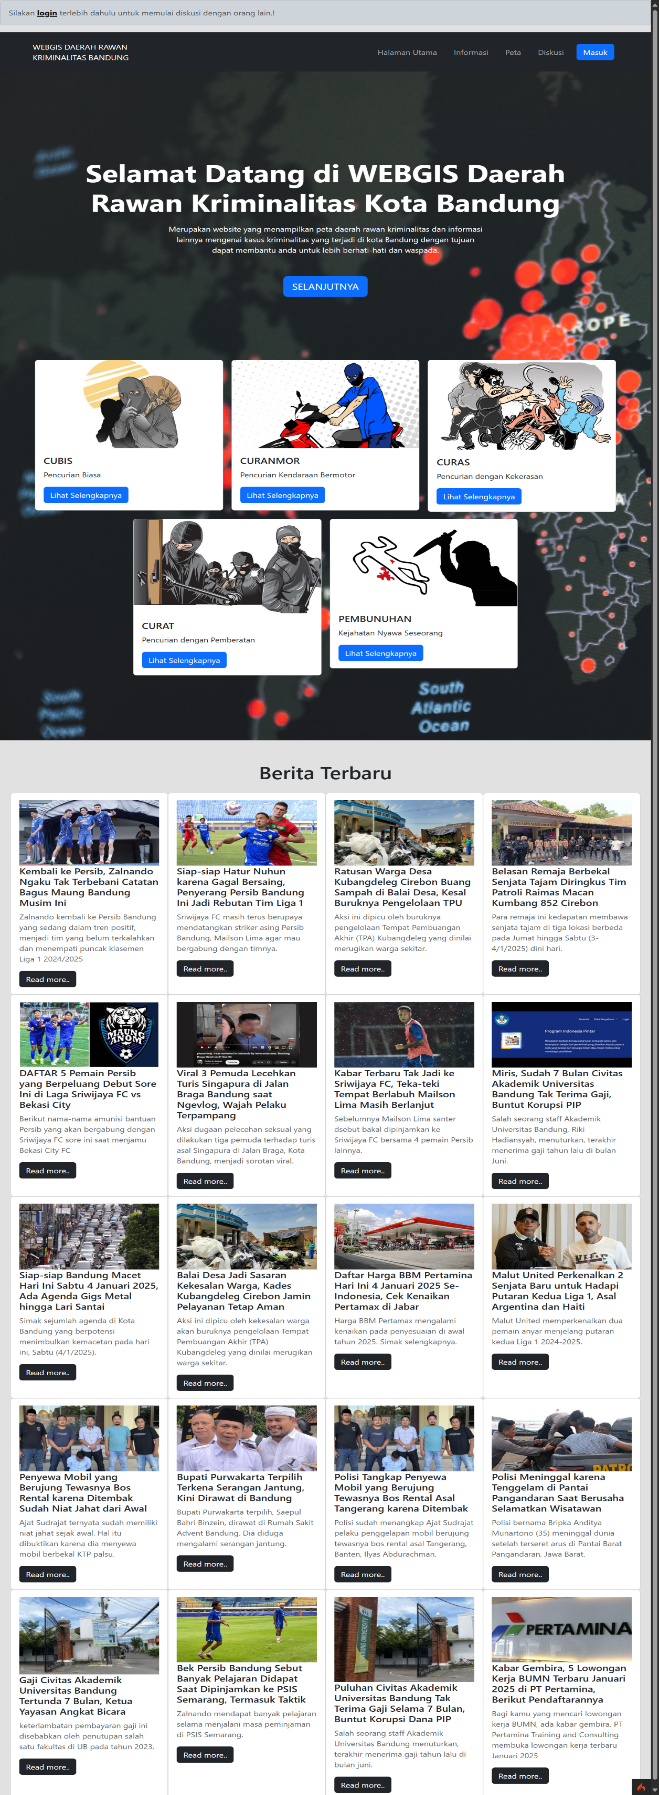 Silakan login terlebih dahulu untuk memulai diskusi dengan orang lain.!
WEBGIS DAERAH RAWAN
KRIMINALITAS BANDUNG
Halaman Utama
Informasi
Peta
Diskusi
Masuk
Selamat Datang di WEBGIS Daerah
Rawan Kriminalitas Kota Bandung
Merupakan website yang menampilkan peta daerah rawan kriminalitas dan informasi
lainnya mengenai kasus kriminalitas yang terjadi di kota Bandung dengan tujuan
dapat membantu anda untuk lebih berhati-hati dan waspada.
SELANJUTNYA
CUBIS
Pencurian Biasa
Lihat Selengkapnya
CURANMOR
Pencurian Kendaraan Bermotor
Lihat Selengkapnya
CURAS
Pencurian dengan Kekerasan
Lihat Selengkapnya
CURAT
Pencurian dengan Pemberatan
Lihat Selengkapnya
PEMBUNUHAN
Kejahatan Nyawa Seseorang
Lihat Selengkapnya
South
Atlantic
Ocean
Berita Terbaru
Kembali ke Persib, Zalnando
Ngaku Tak Terbebani Catatan
Bagus Maung Bandung
Musim Ini
Zalnando kembali ke Persib Bandung
yang sedang dalam tren positif,
menjadi tim yang belum terkalahkan
dan menempati puncak klasemen
Liga 1 2024/2025
Read more..
Siap-siap Hatur Nuhun
karena Gagal Bersaing,
Penyerang Persib Bandung
Ini Jadi Rebutan Tim Liga 1
Sriwijaya FC masih terus berupaya
mendatangkan striker asing Persib
Bandung, Mailson Lima agar mau
bergabung dengan timnya.
Read more..
Ratusan Warga Desa
Kubangdeleg Cirebon Buang
Sampah di Balai Desa, Kesal
Buruknya Pengelolaan TPU
Aksi ini dipicu oleh buruknya
pengelolaan Tempat Pembuangan
Akhir (TPA) Kubangdeleg yang dinilai
merugikan warga sekitar.
Read more..
Belasan Remaja Berbekal
Senjata Tajam Diringkus Tim
Patroli Raimas Macan
Kumbang 852 Cirebon
Para remaja ini kedapatan membawa
senjata tajam di tiga lokasi berbeda
pada Jumat hingga Sabtu (3-
4/1/2025) dini hari.
Read more..
DAFTAR 5 Pemain Persib
yang Berpeluang Debut Sore
Ini di Laga Sriwijaya FC vs
Bekasi City
Berikut nama-nama amunisi bantuan
Persib yang akan bergabung dengan
Sriwijaya FC sore ini saat menjamu
Bekasi City FC
Read more..
Viral 3 Pemuda Lecehkan
Turis Singapura di Jalan
Braga Bandung saat
Ngevlog, Wajah Pelaku
Terpampang
Aksi dugaan pelecehan seksual yang
dilakukan tiga pemuda terhadap turis
asal Singapura di Jalan Braga, Kota
Bandung, menjadi sorotan viral.
Read more..
Kabar Terbaru Tak Jadi ke
Sriwijaya FC, Teka-teki
Tempat Berlabuh Mailson
Lima Masih Berlanjut
Sebelumnya Mailson Lima santer
dsebut bakal dipinjamkan ke
Sriwijaya FC bersama 4 pemain Persib
lainnya.
Read more..
Program Indonesia Pintar
Miris, Sudah 7 Bulan Civitas
Akademik Universitas
Bandung Tak Terima Gaji,
Buntut Korupsi PIP
Salah seorang staff Akademik
Universitas Bandung, Riki
Hadiansyah, menuturkan, terakhir
menerima gaji tahun lalu di bulan
Juni.
Read more..
Siap-siap Bandung Macet
Hari Ini Sabtu 4 Januari 2025,
Ada Agenda Gigs Metal
hingga Lari Santai
Simak sejumlah agenda di Kota
Bandung yang berpotensi
menimbulkan kemacetan pada hari
ini, Sabtu (4/1/2025).
Read more..
Balai Desa Jadi Sasaran
Kekesalan Warga, Kades
Kubangdeleg Cirebon Jamin
Pelayanan Tetap Aman
Aksi ini dipicu oleh kekesalan warga
akan buruknya pengelolaan Tempat
Pembuangan Akhir (TPA)
Kubangdeleg yang dinilai merugikan
warga sekitar.
Read more..
Daftar Harga BBM Pertamina
Hari Ini 4 Januari 2025 Se-
Indonesia, Cek Kenaikan
Pertamax di Jabar
Harga BBM Pertamax mengalami
kenaikan pada penyesuaian di awal
tahun 2025. Simak selengkapnya.
Read more..
Malut United Perkenalkan 2
Senjata Baru untuk Hadapi
Putaran Kedua Liga 1, Asal
Argentina dan Haiti
Malut United memperkenalkan dua
pemain anyar menjelang putaran
kedua Liga 1 2024-2025.
Read more..
Penyewa Mobil yang
Berujung Tewasnya Bos
Rental karena Ditembak
Sudah Niat Jahat dari Awal
Ajat Sudrajat ternyata sudah memiliki
niat jahat sejak awal. Hal itu
dibuktikan karena dia menyewa
mobil berbekal KTP palsu.
Read more..
Bupati Purwakarta Terpilih
Terkena Serangan Jantung,
Kini Dirawat di Bandung
Bupati Purwakarta terpilih, Saepul
Bahri Binzein, dirawat di Rumah Sakit
Advent Bandung. Dia diduga
mengalami serangan jantung.
Read more..
Polisi Tangkap Penyewa
Mobil yang Berujung
Tewasnya Bos Rental Asal
Tangerang karena Ditembak
Polisi sudah menangkap Ajat Sudrajat
pelaku penggelapan mobil berujung
tewasnya bos rental asal Tangerang,
Banten, Ilyas Abdurachman.
Read more..
Polisi Meninggal karena
Tenggelam di Pantai
Pangandaran Saat Berusaha
Selamatkan Wisatawan
Polisi bernama Bripka Anditya
Munartono (35) meninggal dunia
setelah terseret arus di Pantai Barat
Pangandaran, Jawa Barat.
Read more..
Gaji Civitas Akademik
Universitas Bandung
Tertunda 7 Bulan, Ketua
Yayasan Angkat Bicara
keterlambatan pembayaran gaji ini
disebabkan oleh penutupan salah
satu fakultas di UB pada tahun 2023.
Read more..
Bek Persib Bandung Sebut
Banyak Pelajaran Didapat
Saat Dipinjamkan ke PSIS
Semarang, Termasuk Taktik
Zalnando mendapat banyak pelajaran
selama menjalani masa peminjaman
di PSIS Semarang.
Read more..
Puluhan Civitas Akademik
Universitas Bandung Tak
Terima Gaji Selama 7 Bulan,
Buntut Korupsi Dana PIP
Salah seorang staff Akademik
Universitas Bandung menuturkan,
terakhir menerima gaji tahun lalu di
bulan Juni.
Read more..
PERTAMINA
Kabar Gembira, 5 Lowongan
Kerja BUMN Terbaru Januari
2025 di PT Pertamina,
Berikut Pendaftarannya
Bagi kamu yang mencari lowongan
kerja BUMN, ada kabar gembira. PT
Pertamina Training and Consulting
membuka lowongan kerja terbaru
Januari 2025
Read more..